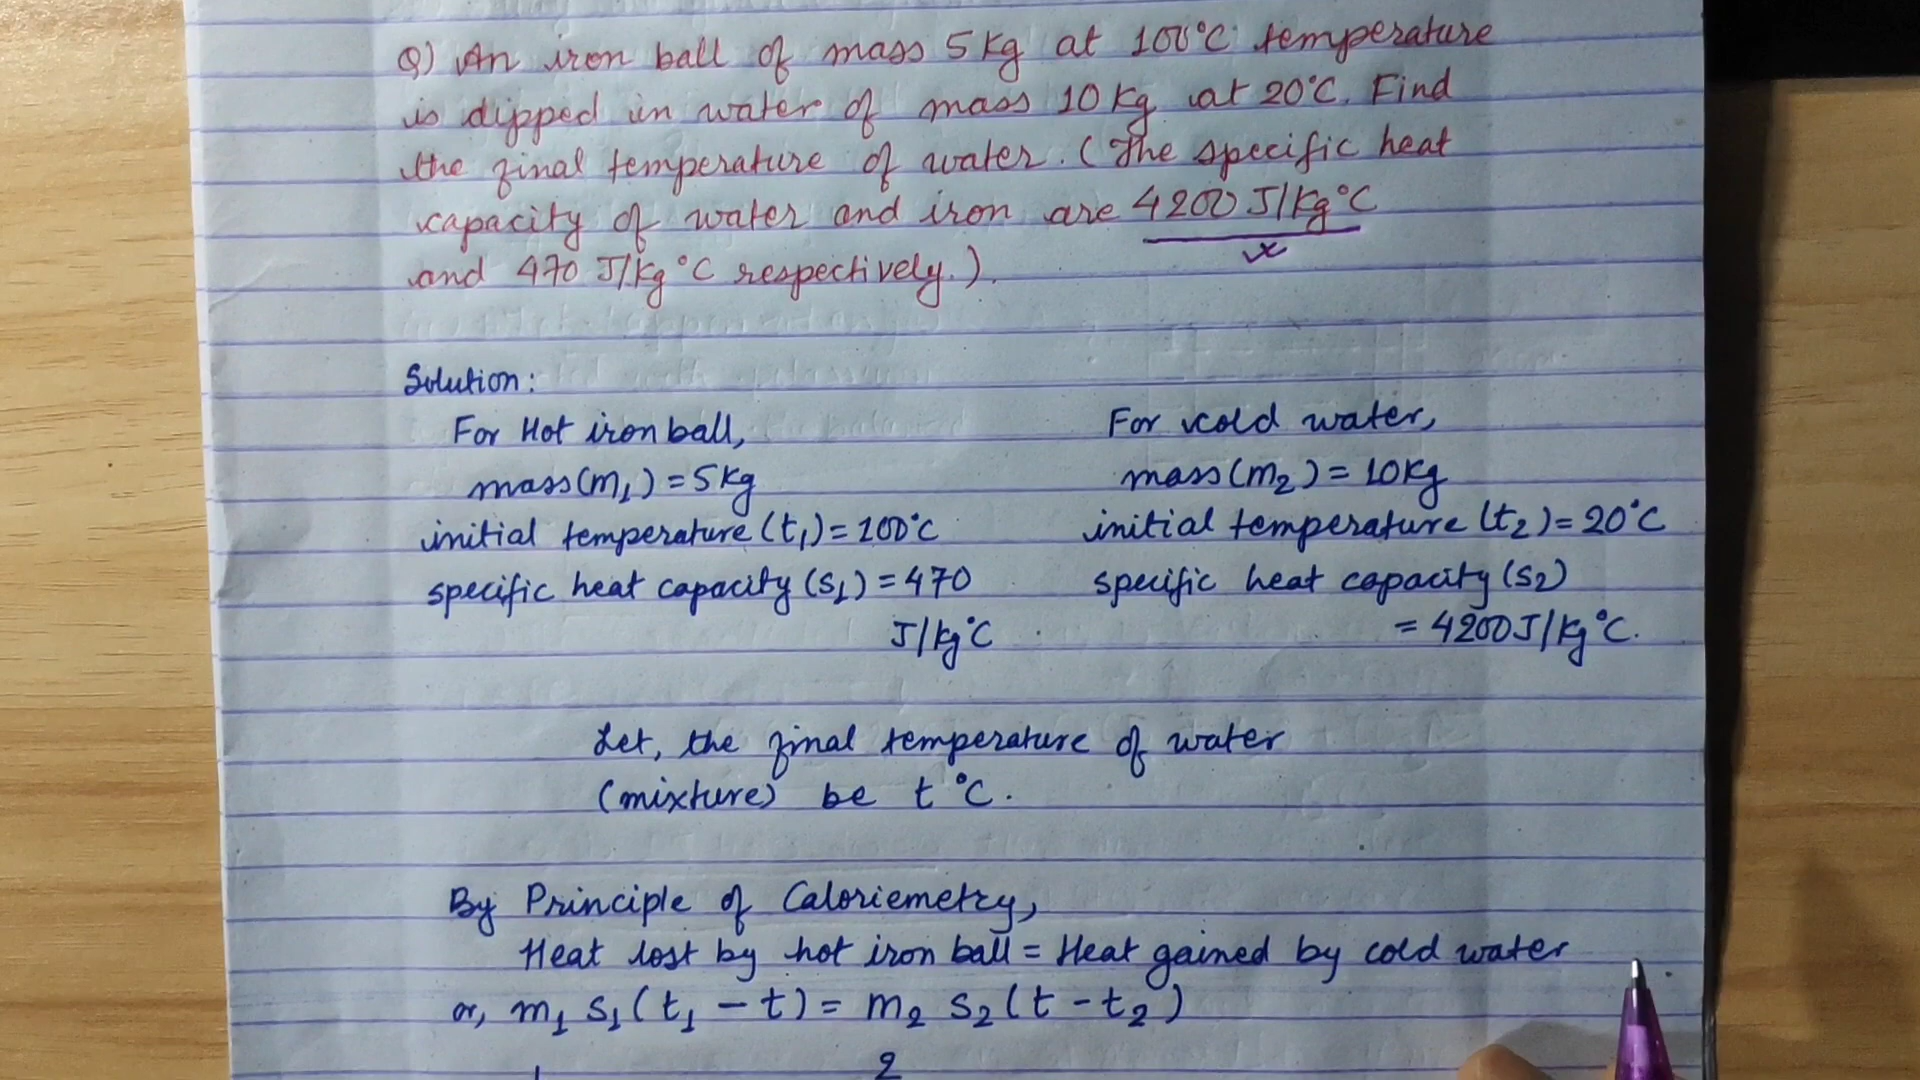 Q) An iron ball of mass 5 kg at 100°C temperature
is dipped in water of mass 10 kg at 20°C. Find
the final temperature of water. (The specific heat
capacity of water and iron are 4200 J/kg°C
and 470 J/kg°C respectively.)
Solution:
For Hot iron ball,
mass (m₁) = 5kg
initial temperature (t₁) = 100°C
specific heat capacity (s₁) = 470
J/kg°C
For cold water,
mass (m₂) = 10kg
initial temperature (t₂) = 20°C
specific heat capacity (s₂)
= 4200J/kg°C.
Let, the final temperature of water
(mixture) be t °C.
By Principle of Caloriemetry,
Heat lost by hot iron ball = Heat gained by cold water
or, m₁ s₁ (t₁ - t) = m₂ s₂ (t - t₂)
2